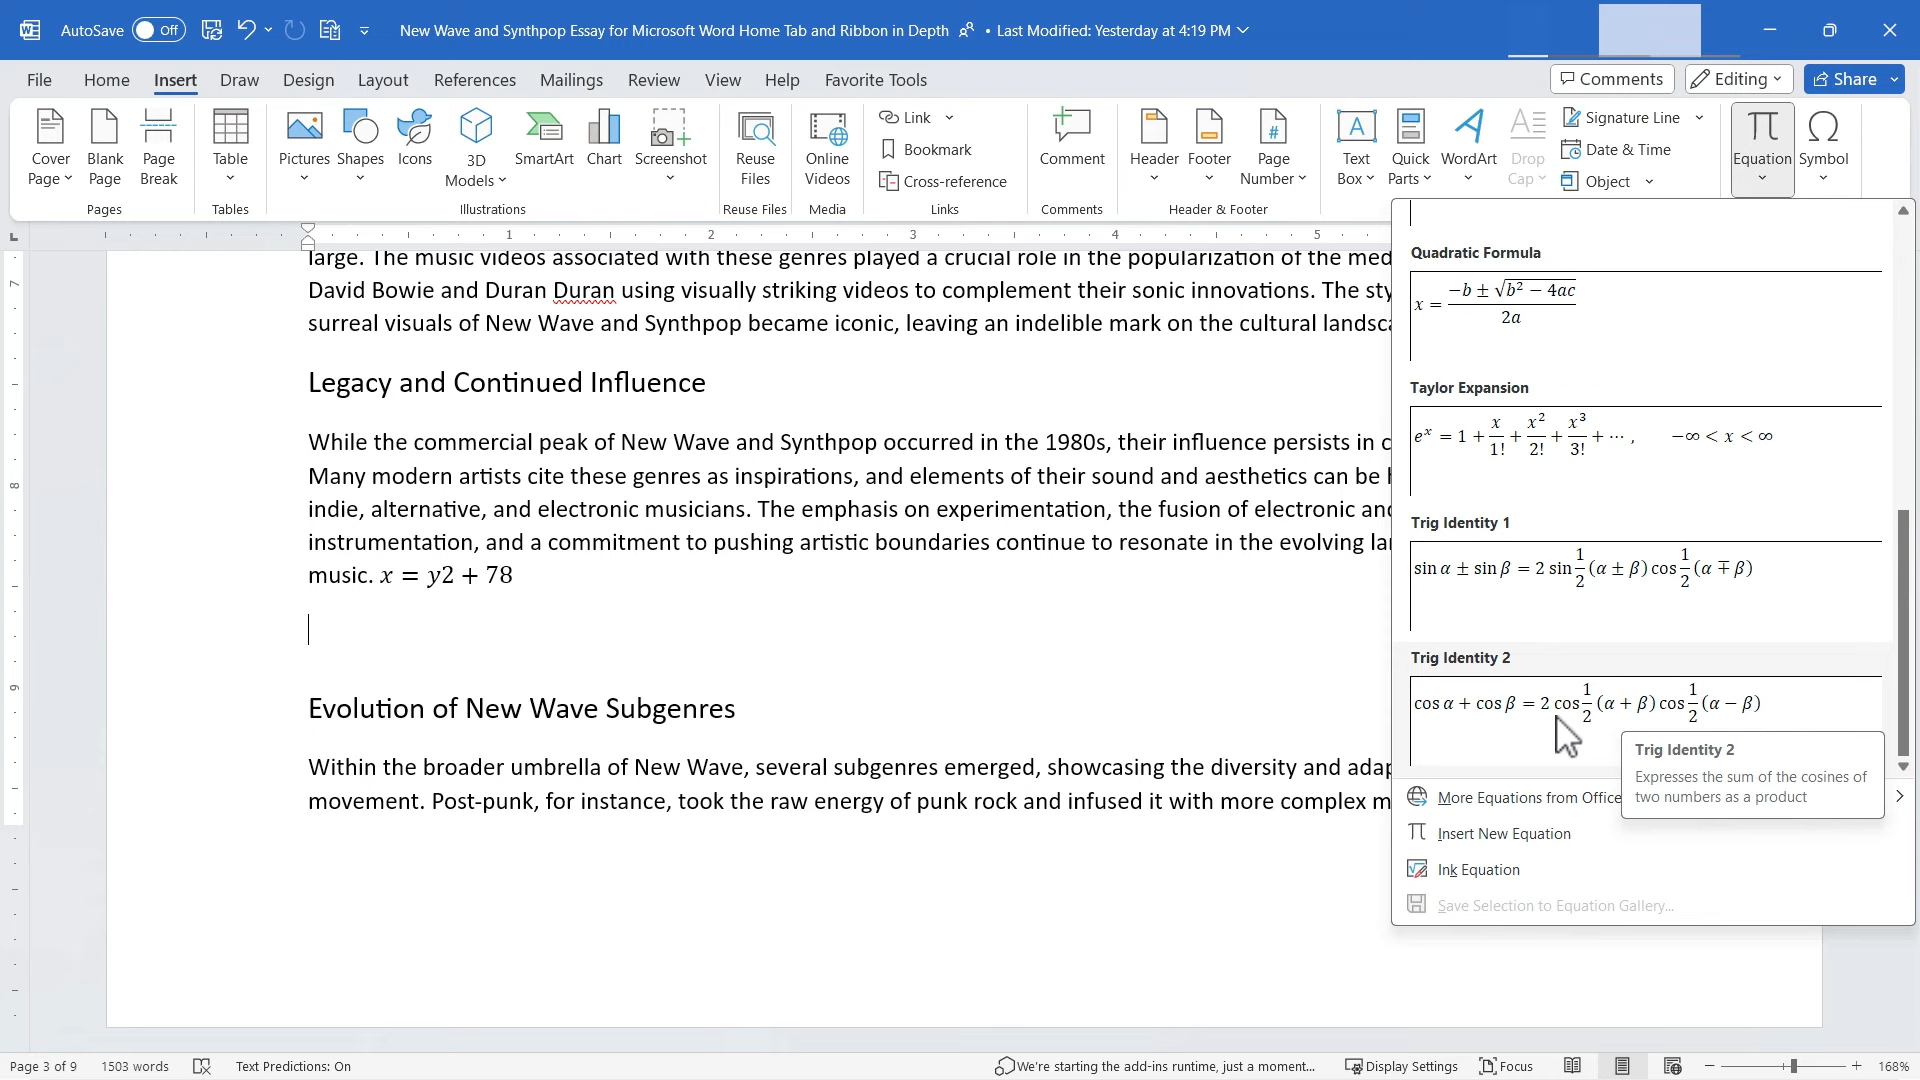 AutoSave Off New Wave and Synthpop Essay for Microsoft Word Home Tab and Ribbon in Depth • Last Modified: Yesterday at 4:19 PM
File Home Insert Draw Design Layout References Mailings Review View Help Favorite Tools Comments Editing Share
Cover Page
Blank Page
Page Break
Pages
Table
Tables
Pictures
Shapes
Icons
3D Models
SmartArt
Chart
Screenshot
Illustrations
Reuse Files
Reuse Files
Online Videos
Media
Link
Bookmark
Cross-reference
Links
Comment
Comments
Header
Footer
Page Number
Header & Footer
Text Box
Quick Parts
WordArt
Drop Cap
Signature Line
Date & Time
Object
Equation
Symbol
1 2 3 4 5
7
8
9
large. The music videos associated with these genres played a crucial role in the popularization of the med
David Bowie and Duran Duran using visually striking videos to complement their sonic innovations. The sty
surreal visuals of New Wave and Synthpop became iconic, leaving an indelible mark on the cultural landsca
Legacy and Continued Influence
While the commercial peak of New Wave and Synthpop occurred in the 1980s, their influence persists in c
Many modern artists cite these genres as inspirations, and elements of their sound and aesthetics can be h
indie, alternative, and electronic musicians. The emphasis on experimentation, the fusion of electronic and
instrumentation, and a commitment to pushing artistic boundaries continue to resonate in the evolving lan
music. x = y2 + 78
Evolution of New Wave Subgenres
Within the broader umbrella of New Wave, several subgenres emerged, showcasing the diversity and adap
movement. Post-punk, for instance, took the raw energy of punk rock and infused it with more complex m
Quadratic Formula
x = (−b ± √(b² − 4ac)) / 2a
Taylor Expansion
eˣ = 1 + x/1! + x²/2! + x³/3! + ⋯ , −∞ < x < ∞
Trig Identity 1
sin α ± sin β = 2 sin 1/2 (α ± β) cos 1/2 (α ∓ β)
Trig Identity 2
cos α + cos β = 2 cos 1/2 (α + β) cos 1/2 (α − β)
Trig Identity 2
Expresses the sum of the cosines of
two numbers as a product
More Equations from Office
Insert New Equation
Ink Equation
Save Selection to Equation Gallery...
Page 3 of 9 1503 words Text Predictions: On We're starting the add-ins runtime, just a moment... Display Settings Focus 168%